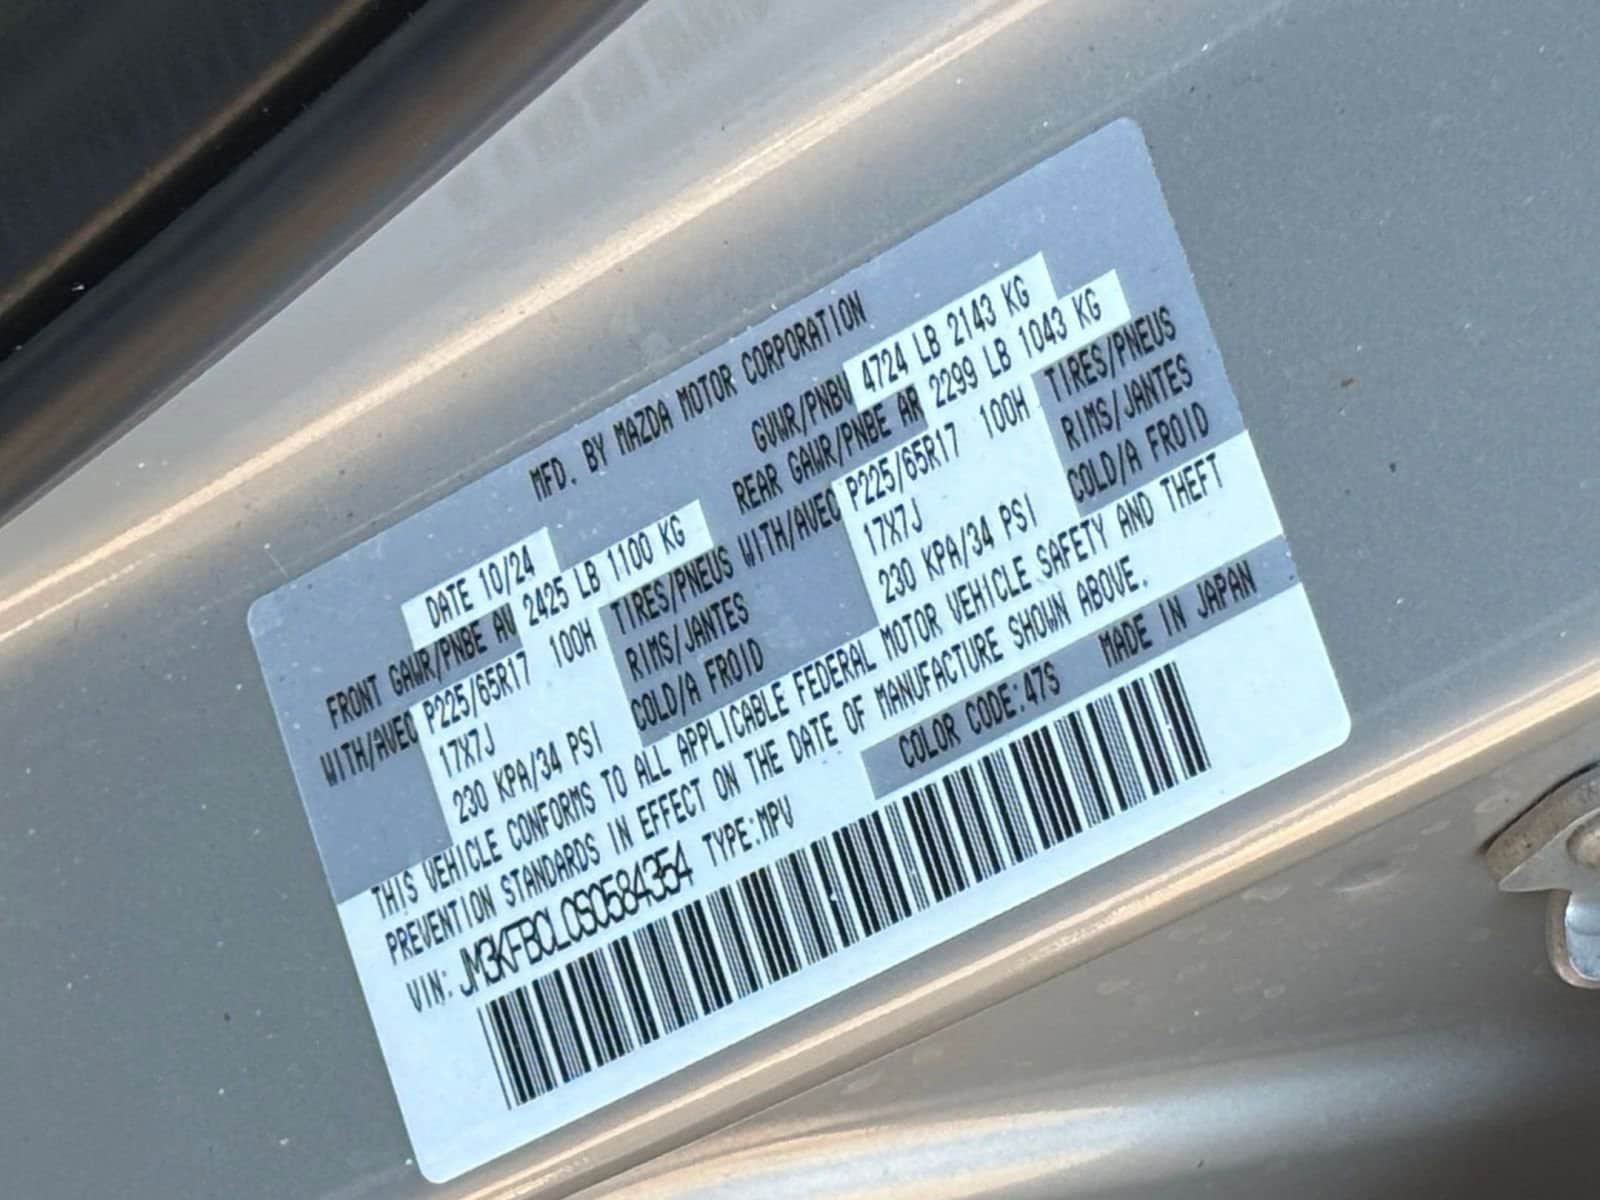 MFD. BY MAZDA MOTOR CORPORATION
DATE 10/24 GVWR/PNBV 4724 LB 2143 KG
FRONT GAWR/PNBE AV 2425 LB 1100 KG REAR GAWR/PNBE AR 2299 LB 1043 KG
WITH/AVEC P225/65R17 100H TIRES/PNEUS WITH/AVEC P225/65R17 100H TIRES/PNEUS
17X7J RIMS/JANTES 17X7J RIMS/JANTES
230 KPA/34 PSI COLD/A FROID 230 KPA/34 PSI COLD/A FROID
THIS VEHICLE CONFORMS TO ALL APPLICABLE FEDERAL MOTOR VEHICLE SAFETY AND THEFT
PREVENTION STANDARDS IN EFFECT ON THE DATE OF MANUFACTURE SHOWN ABOVE.
VIN: JM3KFBCL0S0584354 TYPE:MPV COLOR CODE:47S MADE IN JAPAN